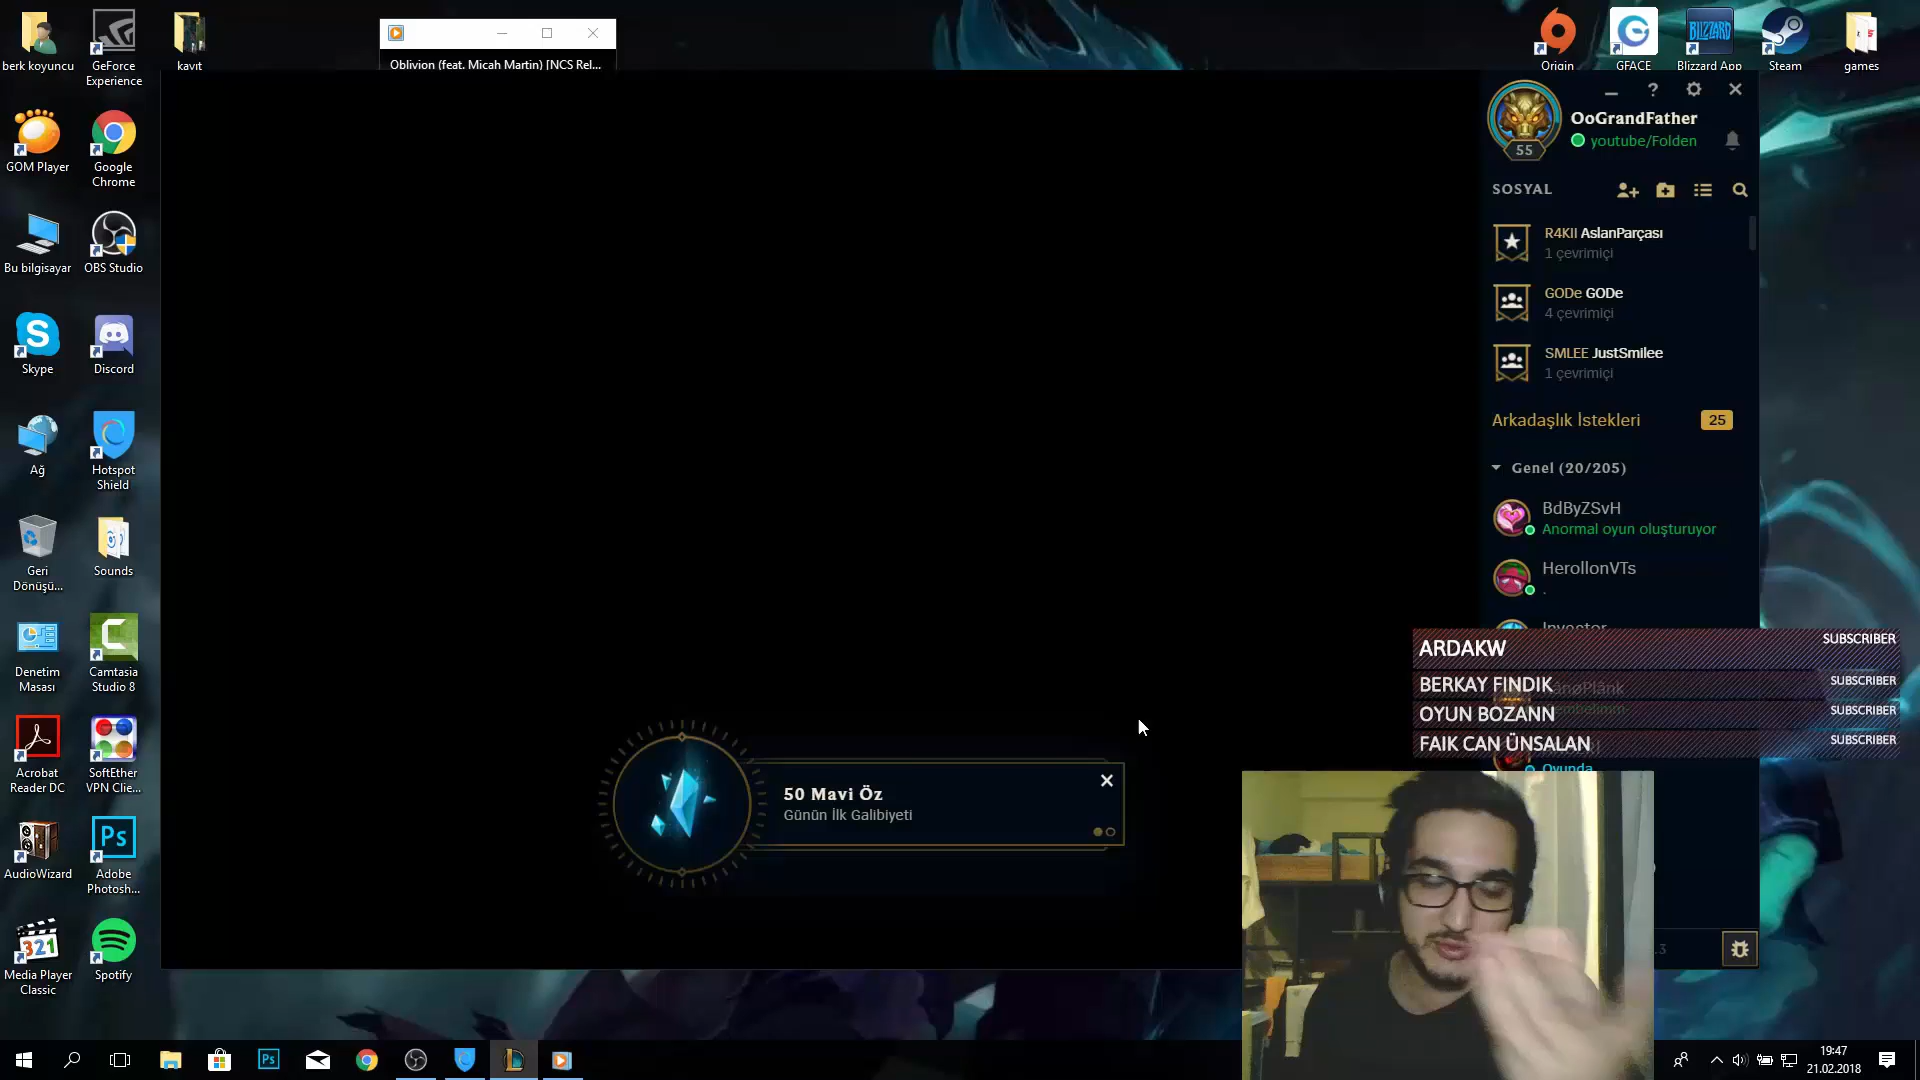 berk koyuncu
GeForce
Experience
kavıt
Oblivion (feat. Micah Martin) [NCS Rel...
Origin
GFACE
Blizzard App
Steam
games
GOM Player
Google
Chrome
Bu bilgisayar
OBS Studio
Skype
Discord
Ağ
Hotspot
Shield
Geri
Dönüşü...
Sounds
Denetim
Masası
Camtasia
Studio 8
Acrobat
Reader DC
SoftEther
VPN Clie...
AudioWizard
Adobe
Photosh...
Media Player
Classic
Spotify
OoGrandFather
55
youtube/Folden
SOSYAL
R4KII AslanParçası
1 çevrimiçi
GODe GODe
4 çevrimiçi
SMLEE JustSmilee
1 çevrimiçi
Arkadaşlık İstekleri
25
Genel (20/205)
BdByZSvH
Anormal oyun oluşturuyor
HerollonVTs
.
ARDAKW
SUBSCRIBER
BERKAY FINDIK
SUBSCRIBER
OYUN BOZANN
SUBSCRIBER
FAIK CAN ÜNSALAN
SUBSCRIBER
Oyunda
50 Mavi Öz
Günün İlk Galibiyeti
19:47
21.02.2018